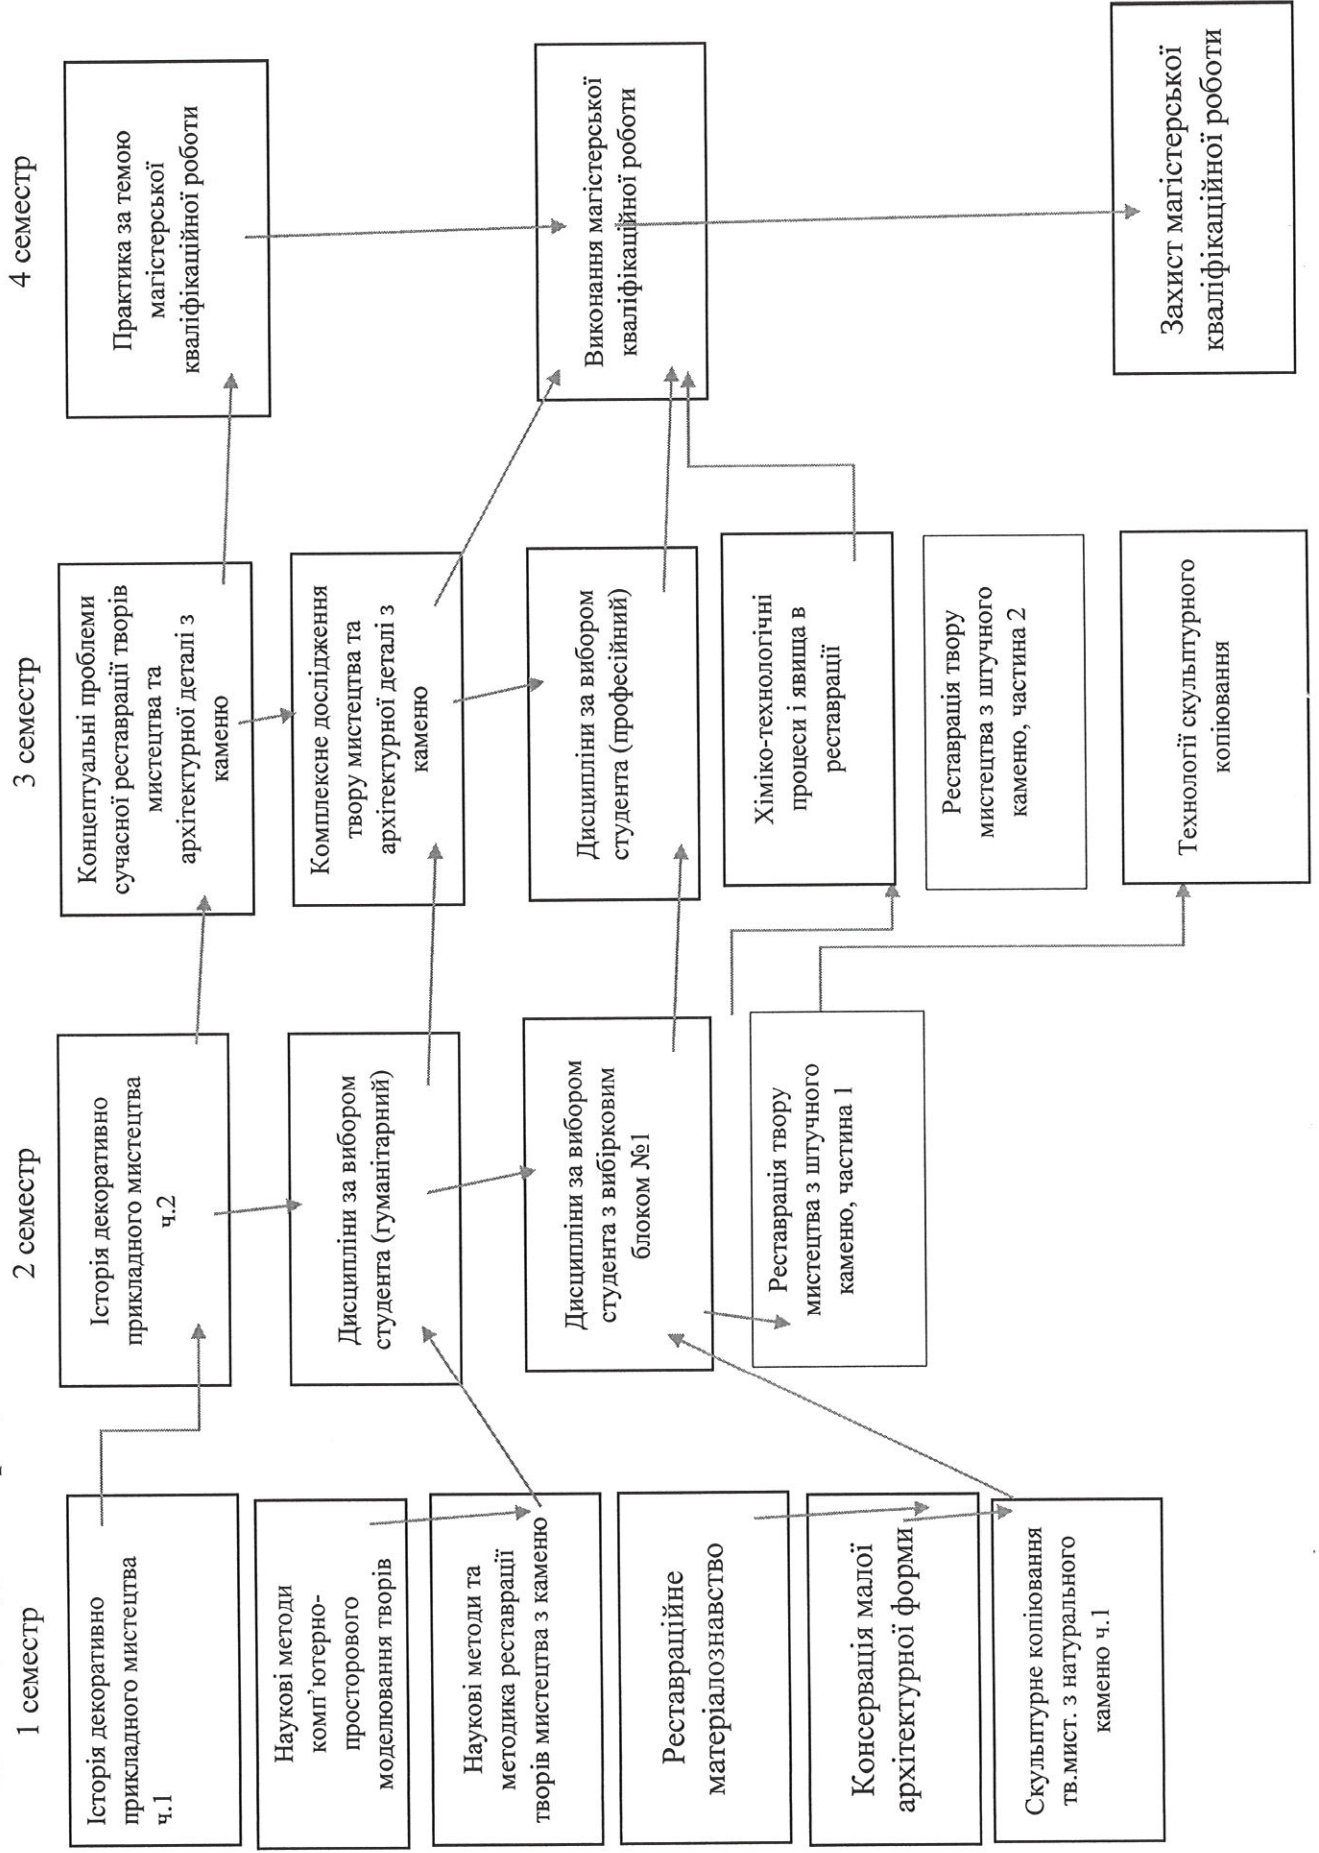 1 семестр
2 семестр
3 семестр
4 семестр
Історія декоративно
прикладного мистецтва
ч.1
Наукові методи
комп’ютерно-
просторового
моделювання творів
Наукові методи та
методика реставрації
творів мистецтва з каменю
Реставраційне
матеріалознавство
Консервація малої
архітектурної форми
Скульптурне копіювання
тв.мист. з натурального
каменю ч.1
Історія декоративно
прикладного мистецтва
ч.2
Дисципліни за вибором
студента (гуманітарний)
Дисципліни за вибором
студента з вибірковим
блоком №1
Реставрація твору
мистецтва з штучного
каменю, частина 1
Концептуальні проблеми
сучасної реставрації творів
мистецтва та
архітектурної деталі з
каменю
Комплексне дослідження
твору мистецтва та
архітектурної деталі з
каменю
Дисципліни за вибором
студента (професійний)
Хіміко-технологічні
процеси і явища в
реставрації
Реставрація твору
мистецтва з штучного
каменю, частина 2
Технології скульптурного
копіювання
Практика за темою
магістерської
кваліфікаційної роботи
Виконання магістерської
кваліфікаційної роботи
Захист магістерської
кваліфікаційної роботи